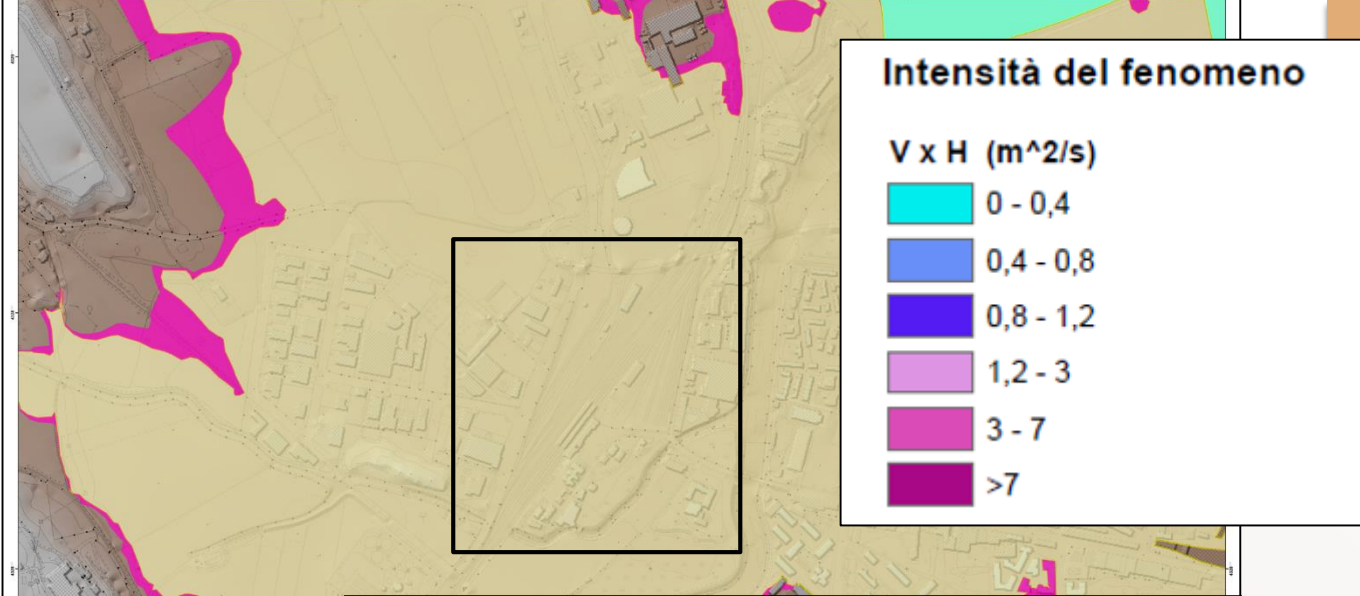 Intensità del fenomeno
V x H (m^2/s)
0 - 0,4
0,4 - 0,8
0,8 - 1,2
1,2 - 3
3 - 7
>7